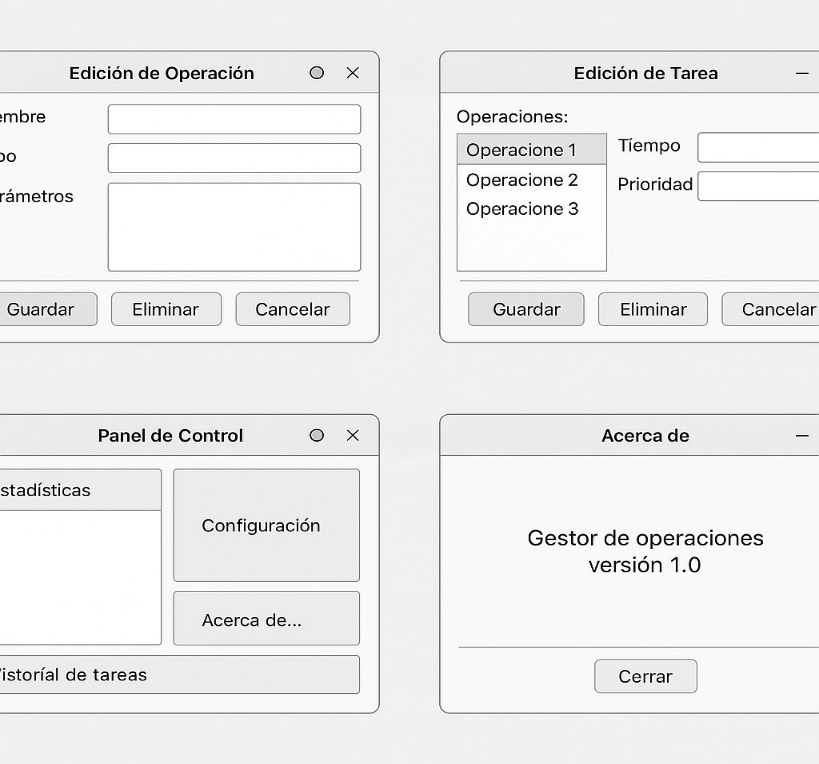 Edición de Operación
embre
po
rámetros
Guardar Eliminar Cancelar
Edición de Tarea
Operaciones:
Operacione 1
Operacione 2
Operacione 3
Tíempo
Prioridad
Guardar Eliminar Cancelar
Panel de Control
stadísticas
Configuración
Acerca de...
istoríal de tareas
Acerca de
Gestor de operaciones
versión 1.0
Cerrar